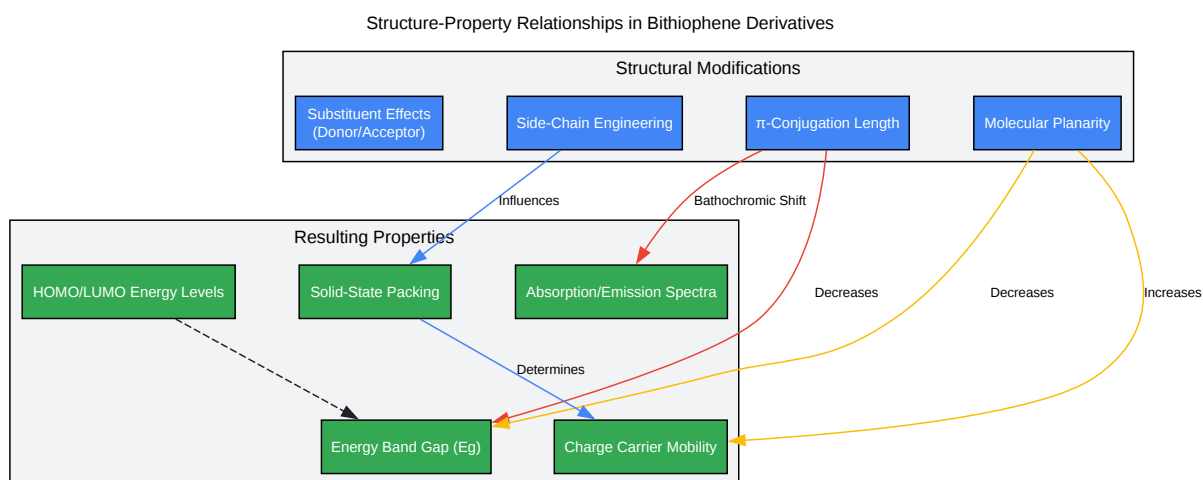 Structure-Property Relationships in Bithiophene Derivatives
Structural Modifications
Substituent Effects
(Donor/Acceptor)
Side-Chain Engineering
π-Conjugation Length
Molecular Planarity
Influences
Bathochromic Shift
Resulting Properties
HOMO/LUMO Energy Levels
Solid-State Packing
Absorption/Emission Spectra
Decreases
Decreases
Increases
Determines
Energy Band Gap (Eg)
Charge Carrier Mobility